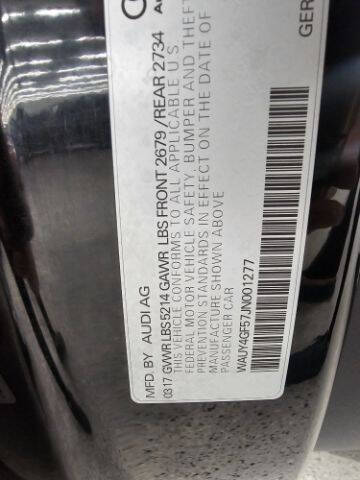 GER
MFD. BY AUDI AG
03 17 GVWR LBS 5214 GAWR LBS FRONT 2679 / REAR 2734
THIS VEHICLE CONFORMS TO ALL APPLICABLE U S
FEDERAL MOTOR VEHICLE SAFETY, BUMPER AND THEFT
PREVENTION STANDARDS IN EFFECT ON THE DATE OF
MANUFACTURE SHOWN ABOVE
PASSENGER CAR
WAUY4GF57JN001277